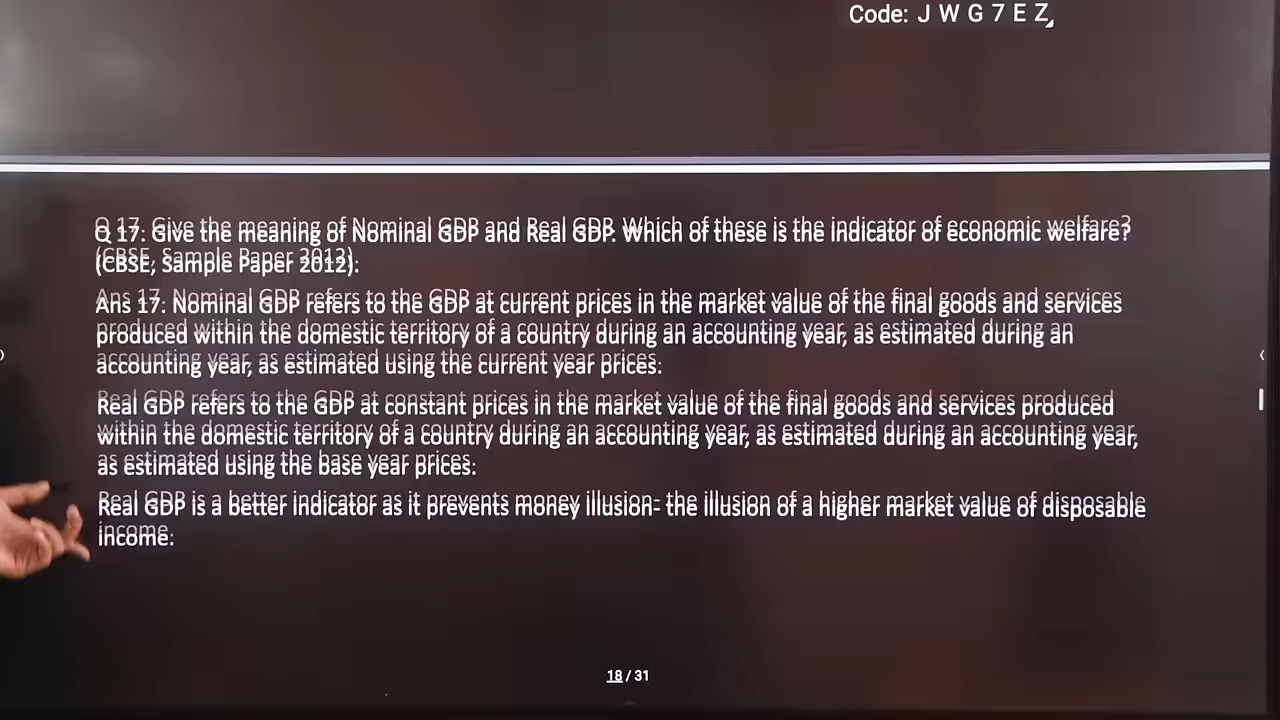 Code: J W G 7 E Z
Q 17. Give the meaning of Nominal GDP and Real GDP. Which of these is the indicator of economic welfare?
(CBSE, Sample Paper 2012).
Ans 17. Nominal GDP refers to the GDP at current prices in the market value of the final goods and services
produced within the domestic territory of a country during an accounting year, as estimated during an
accounting year, as estimated using the current year prices.
Real GDP refers to the GDP at constant prices in the market value of the final goods and services produced
within the domestic territory of a country during an accounting year, as estimated during an accounting year,
as estimated using the base year prices.
Real GDP is a better indicator as it prevents money illusion- the illusion of a higher market value of disposable
income.
18 / 31